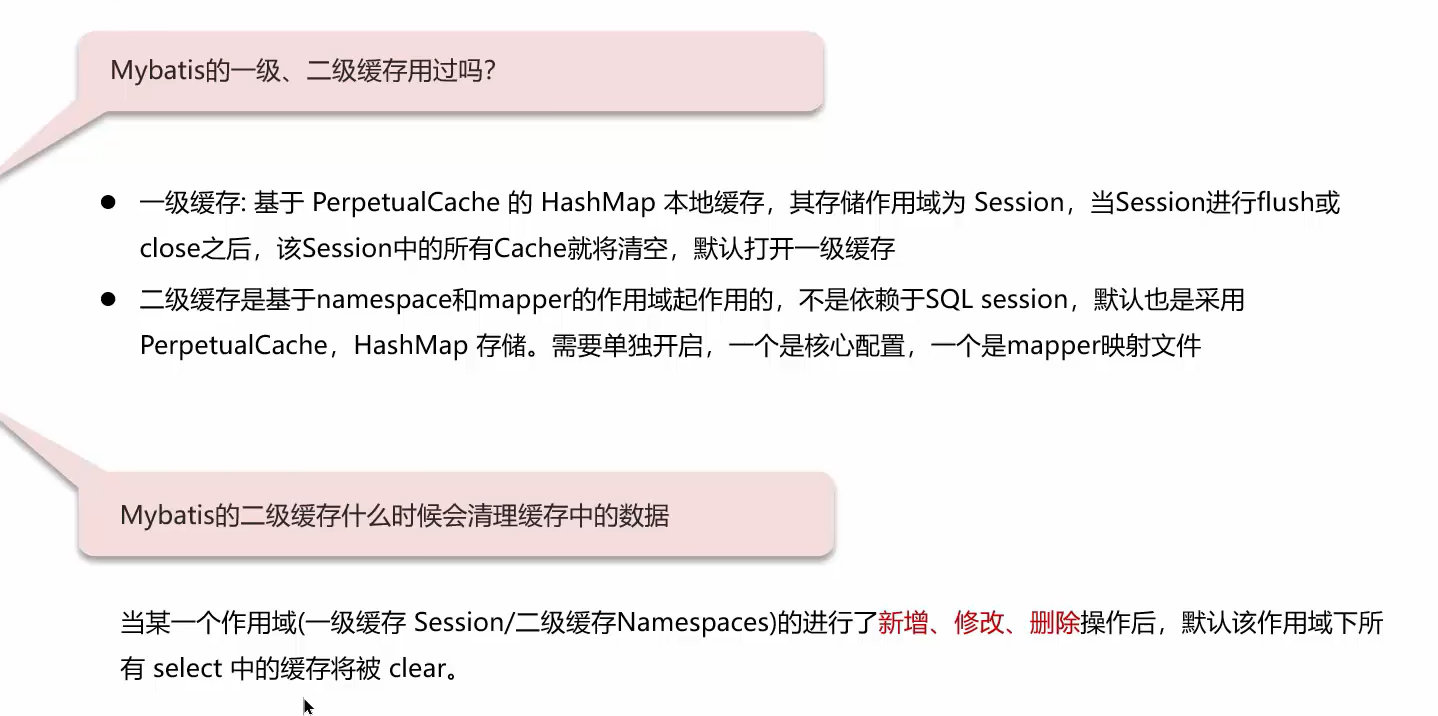 Mybatis的一级、二级缓存用过吗?
● 一级缓存: 基于 PerpetualCache 的 HashMap 本地缓存，其存储作用域为 Session，当Session进行flush或
close之后，该Session中的所有Cache就将清空，默认打开一级缓存
● 二级缓存是基于namespace和mapper的作用域起作用的，不是依赖于SQL session，默认也是采用
PerpetualCache，HashMap 存储。需要单独开启，一个是核心配置，一个是mapper映射文件
Mybatis的二级缓存什么时候会清理缓存中的数据
当某一个作用域(一级缓存 Session/二级缓存Namespaces)的进行了新增、修改、删除操作后，默认该作用域下所
有 select 中的缓存将被 clear。